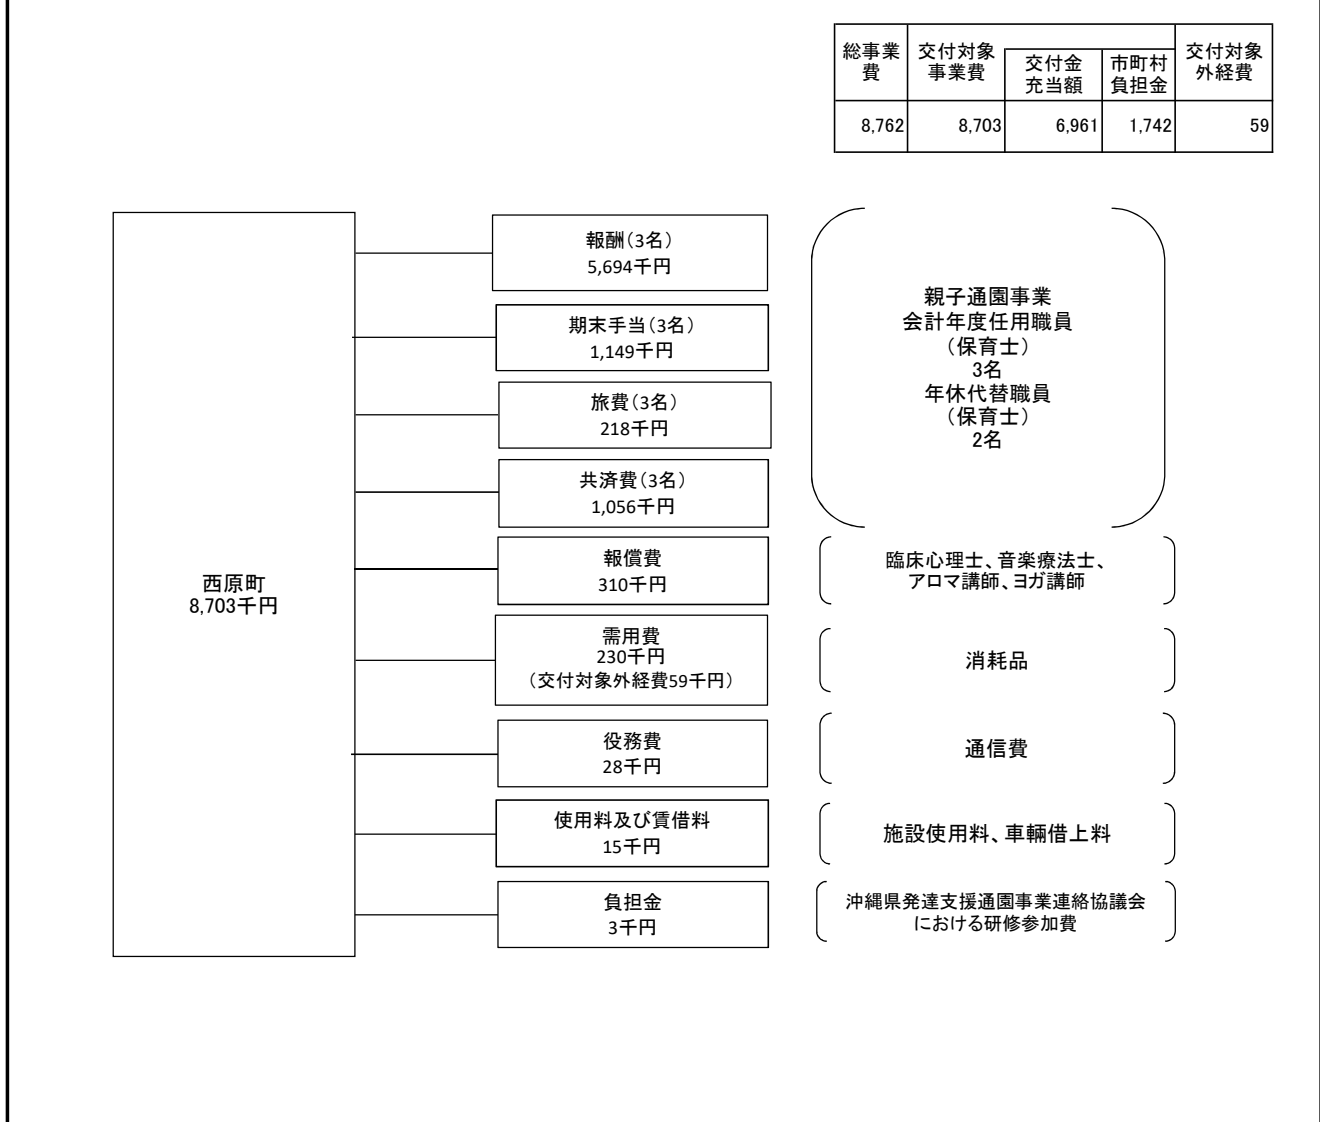 総事業費
交付対象事業費
交付金充当額
市町村負担金
交付対象外経費
8,762
8,703
6,961
1,742
59
西原町
8,703千円
報酬(3名)
5,694千円
期末手当(3名)
1,149千円
旅費(3名)
218千円
共済費(3名)
1,056千円
親子通園事業
会計年度任用職員
(保育士)
3名
年休代替職員
(保育士)
2名
報償費
310千円
臨床心理士、音楽療法士、
アロマ講師、ヨガ講師
需用費
230千円
(交付対象外経費59千円)
消耗品
役務費
28千円
通信費
使用料及び賃借料
15千円
施設使用料、車輛借上料
負担金
3千円
沖縄県発達支援通園事業連絡協議会
における研修参加費